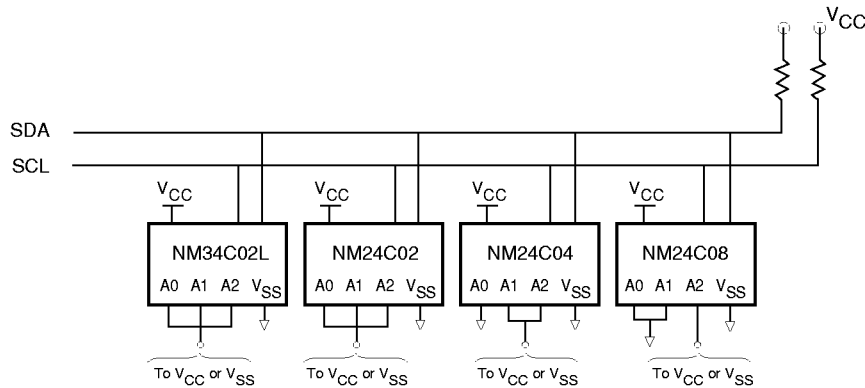 VCC
SDA
SCL
VCC VCC VCC VCC
NM34C02L NM24C02 NM24C04 NM24C08
A0 A1 A2 VSS A0 A1 A2 VSS A0 A1 A2 VSS A0 A1 A2 VSS
To VCC or VSS To VCC or VSS To VCC or VSS To VCC or VSS